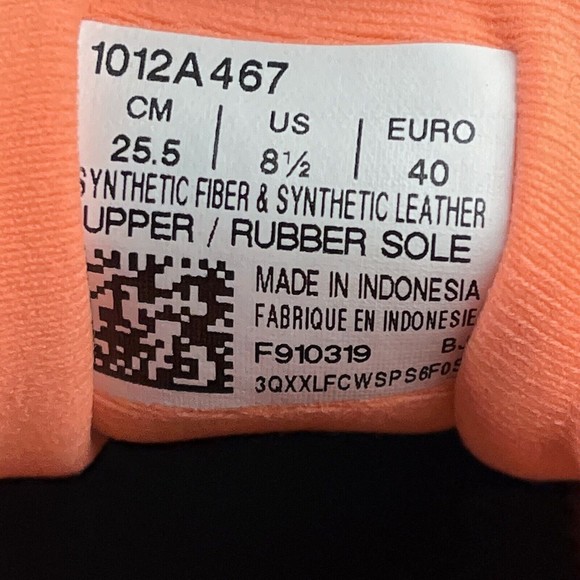 1012A467
CM | US | EURO
25.5 | 8½ | 40
SYNTHETIC FIBER & SYNTHETIC LEATHER
UPPER / RUBBER SOLE
MADE IN INDONESIA
FABRIQUE EN INDONESIE
F910319